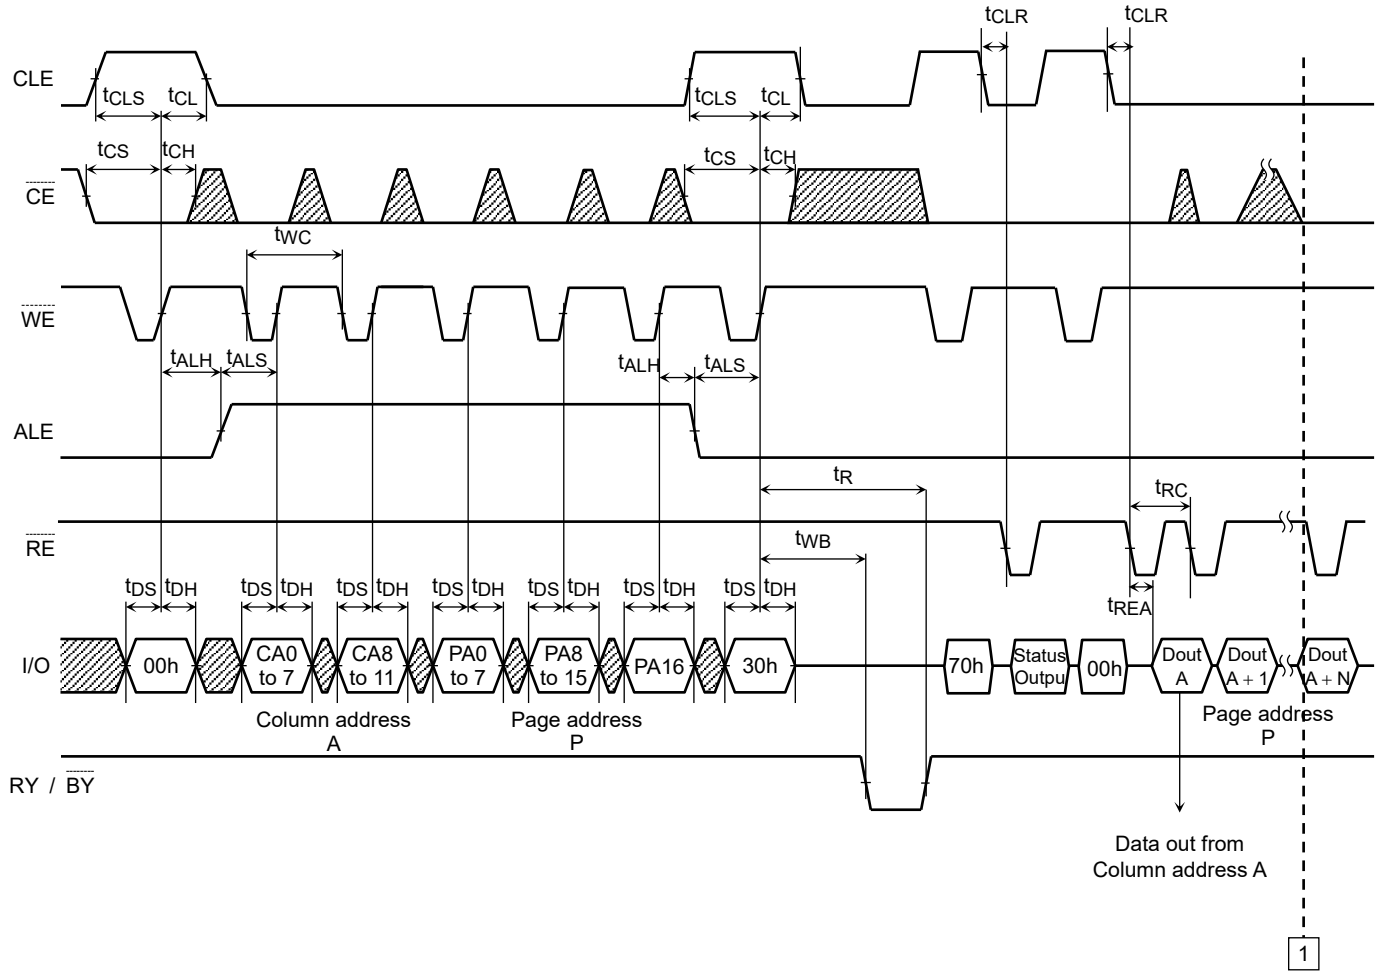 tCLR tCLR
CLE
tCLS tCL tCLS tCL
tCS tCH tCS tCH
CE
tWC
WE
tALH tALS tALH tALS
ALE
tR
tRC
RE
tWB
tDS tDH tDS tDH tDS tDH tDS tDH tDS tDH tDS tDH tDS tDH
tREA
I/O
00h
CA0
to 7
CA8
to 11
PA0
to 7
PA8
to 15
PA16
30h
70h
Status
Outpu
00h
Dout
A
Dout
A + 1
Dout
A + N
Column address
A
Page address
P
Page address
P
RY / BY
Data out from
Column address A
1